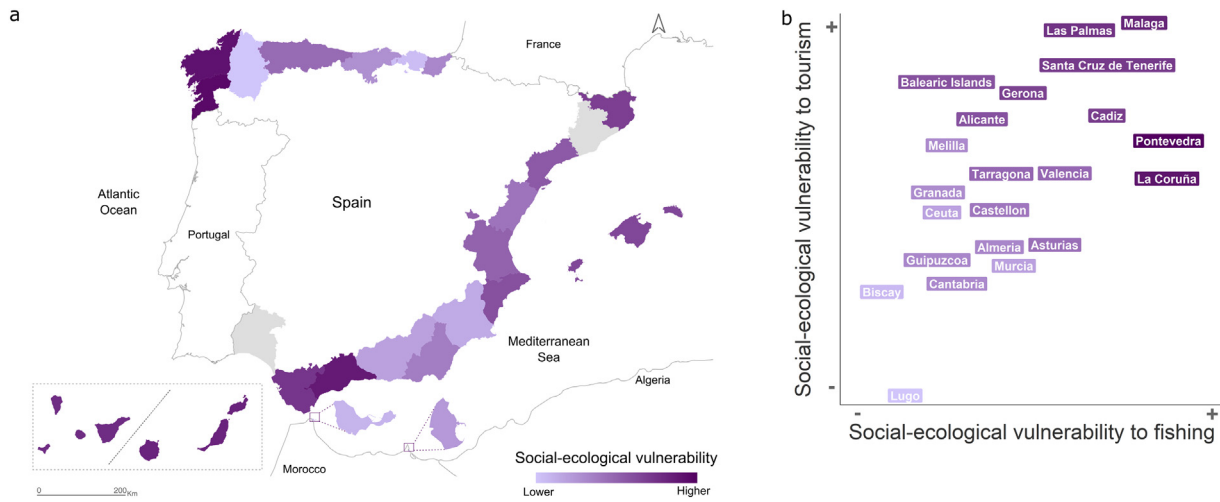 a
France
Atlantic
Ocean
Spain
Portugal
Mediterranean
Sea
Algeria
Morocco
0 200 Km
Social-ecological vulnerability
Lower Higher
b
Social-ecological vulnerability to tourism
+
-
Malaga
Las Palmas
Santa Cruz de Tenerife
Balearic Islands
Gerona
Alicante
Cadiz
Melilla
Pontevedra
Tarragona
Valencia
La Coruña
Granada
Ceuta
Castellon
Almeria
Asturias
Guipuzcoa
Murcia
Cantabria
Biscay
Lugo
- +
Social-ecological vulnerability to fishing